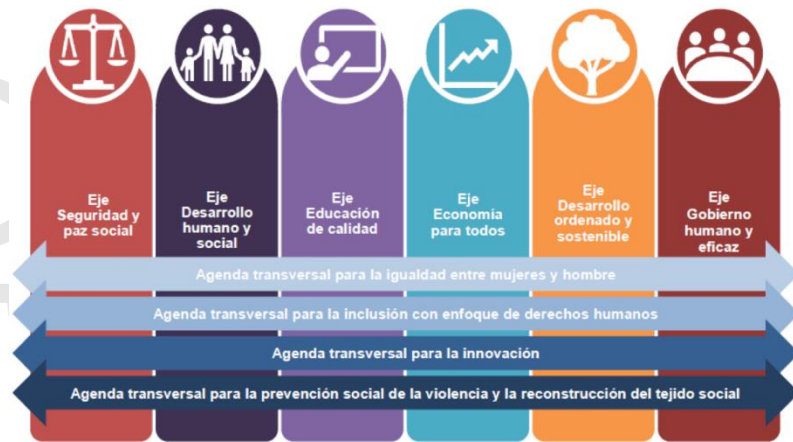 Eje
Seguridad y
paz social
Eje
Desarrollo
humano y
social
Eje
Educación
de calidad
Eje
Economía
para todos
Eje
Desarrollo
ordenado y
sostenible
Eje
Gobierno
humano y
eficaz
Agenda transversal para la igualdad entre mujeres y hombre
Agenda transversal para la inclusión con enfoque de derechos humanos
Agenda transversal para la innovación
Agenda transversal para la prevención social de la violencia y la reconstrucción del tejido social